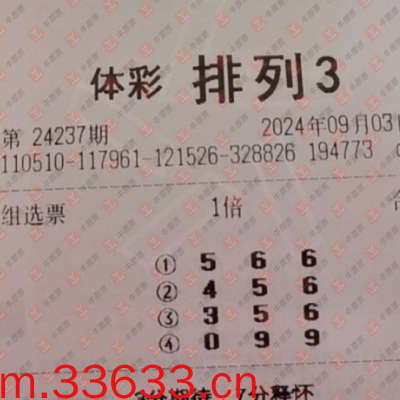 体彩 排列3
第 24237期 2024年09月03
110510-117961-121526-328826 194773
组选票 1倍
① 5 6 6
② 4 5 6
③ 3 5 6
④ 0 9 9
m.33633.cn